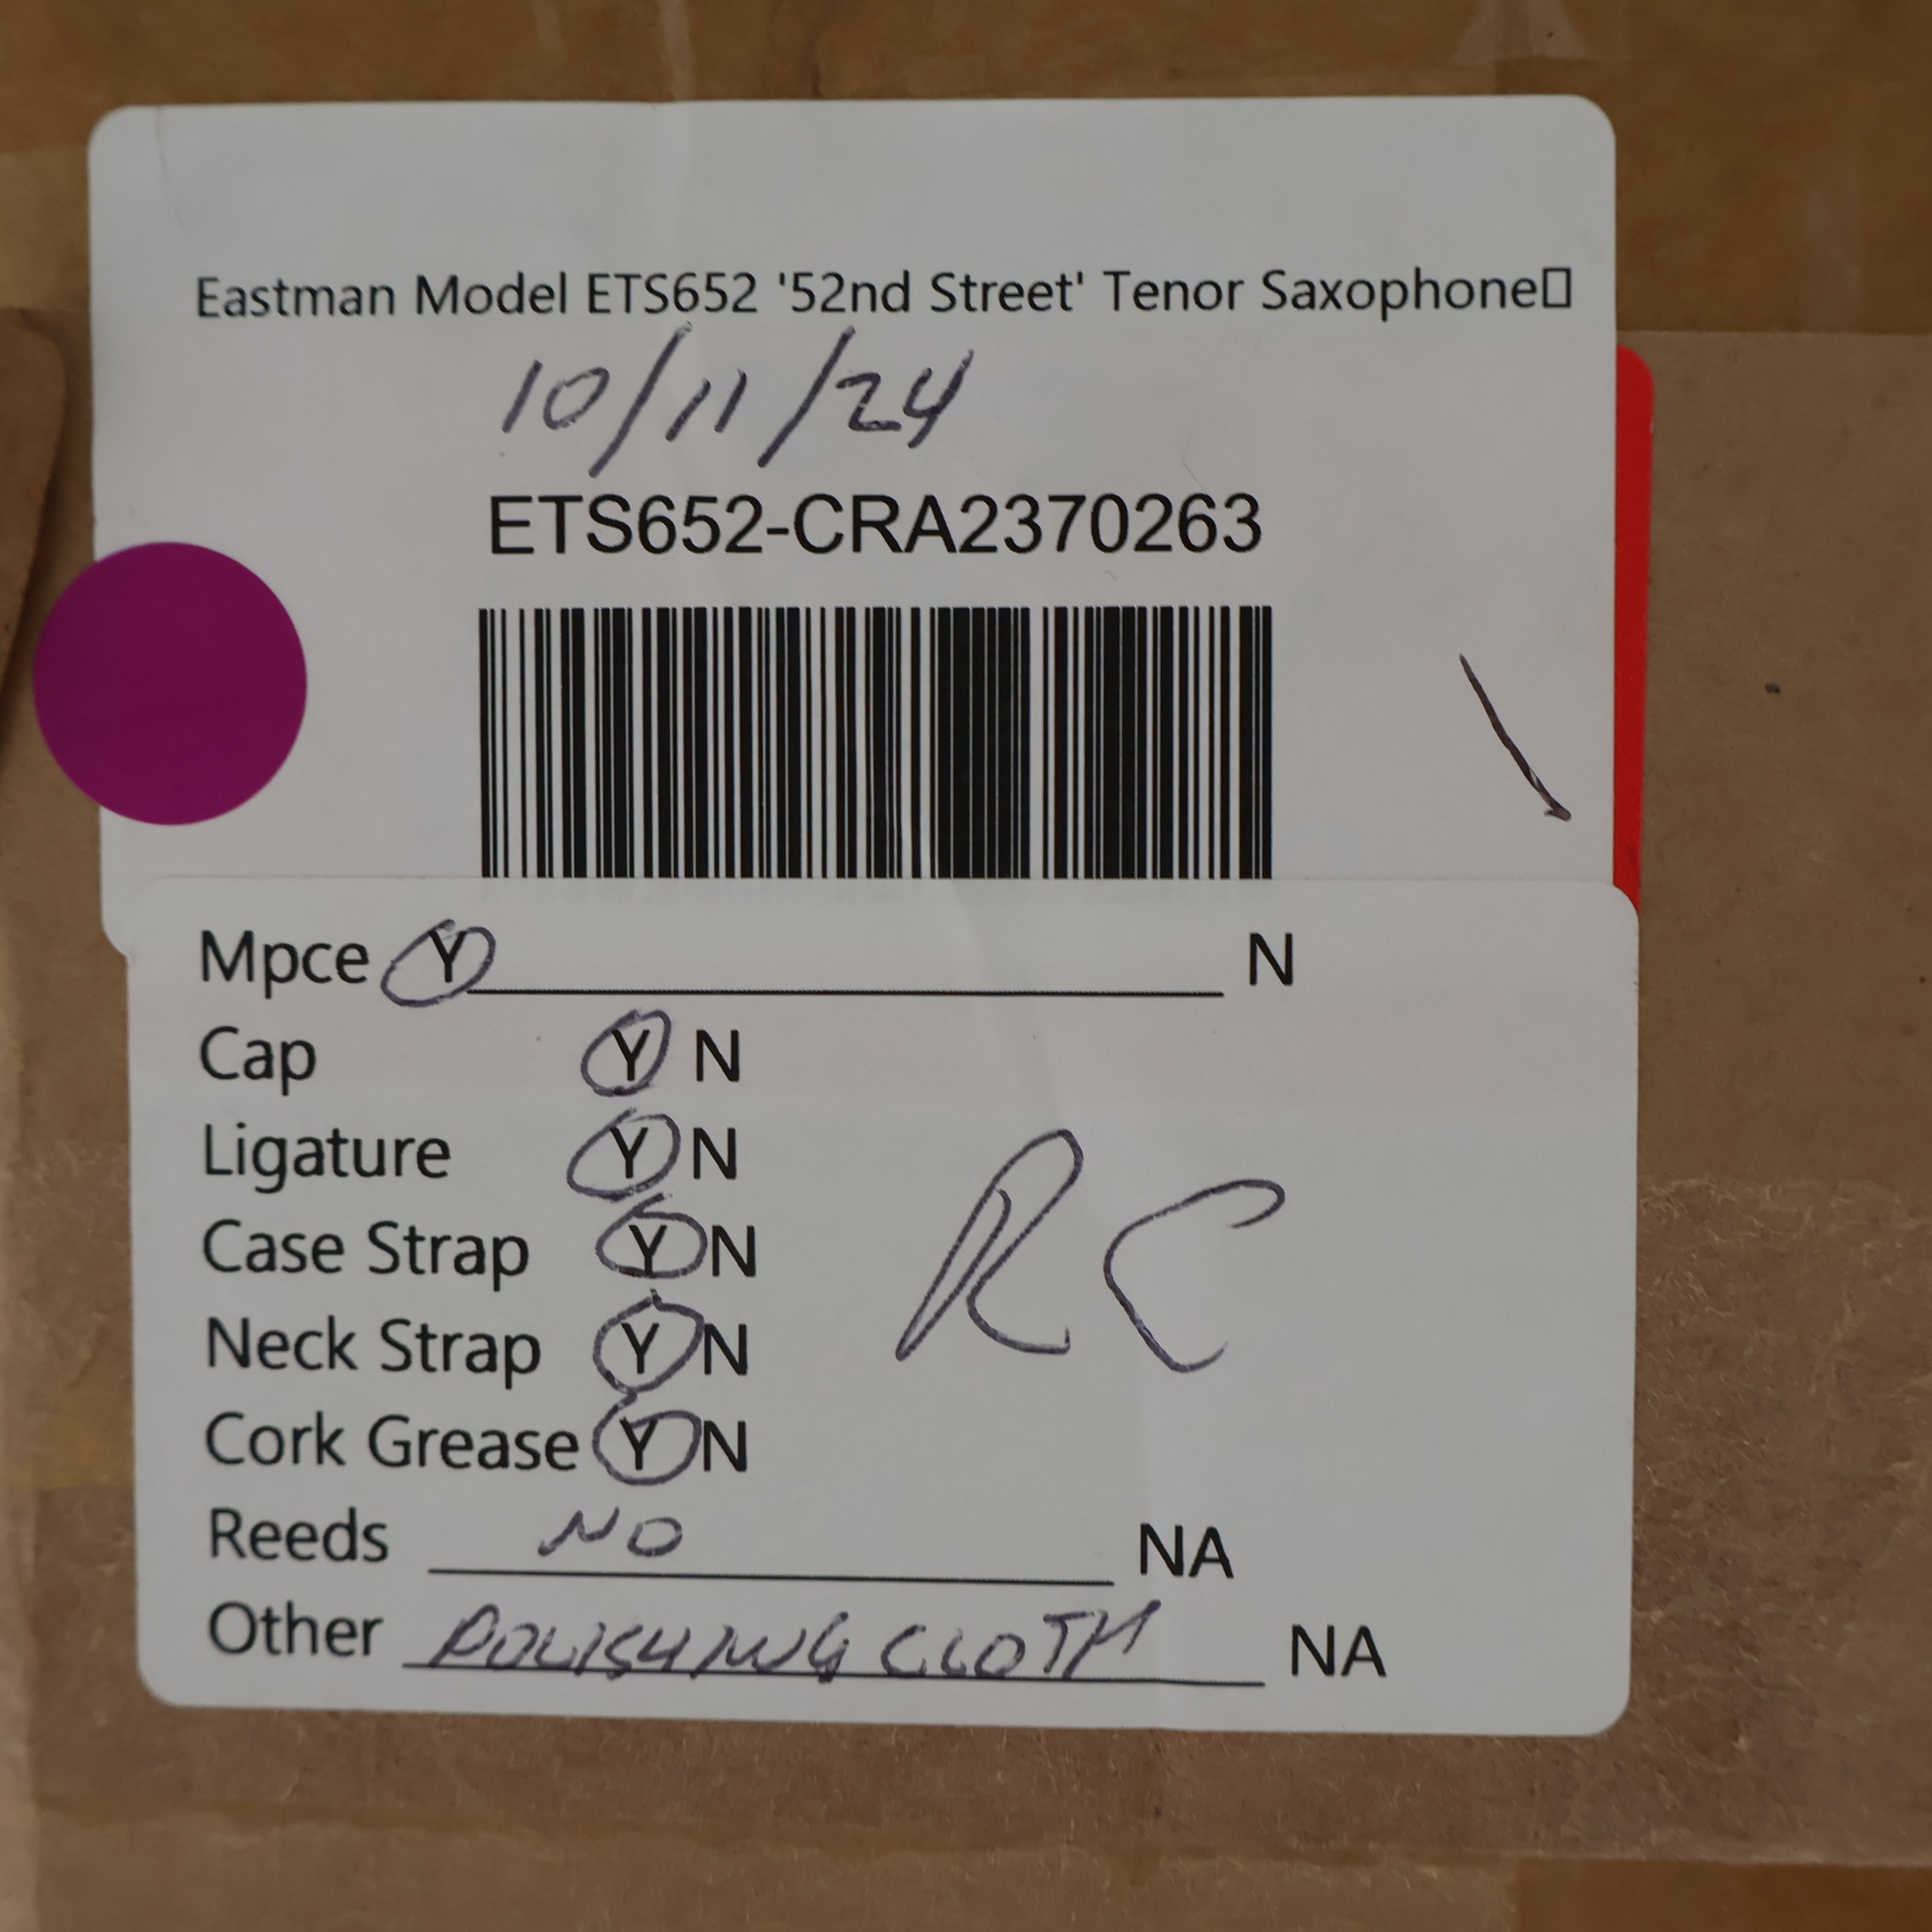 Eastman Model ETS652 '52nd Street' Tenor Saxophone▯
10/11/24
ETS652-CRA2370263
Mpce Y N
Cap Y N
Ligature Y N
Case Strap Y N
Neck Strap Y N
Cork Grease Y N
RC
Reeds NO NA
Other POLISHING CLOTH NA